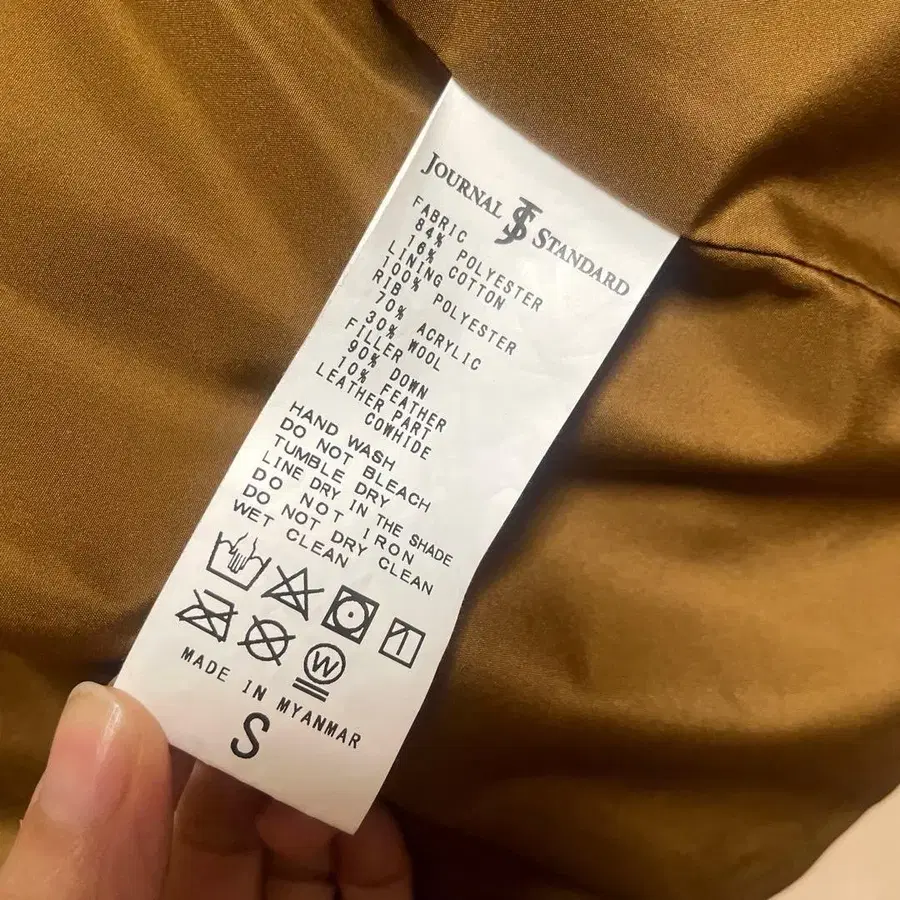 JOURNAL JS STANDARD
FABRIC
84% POLYESTER
16% COTTON
LINING
100% POLYESTER
RIB
70% ACRYLIC
30% WOOL
FILLER
90% DOWN
10% FEATHER
LEATHER PART
COWHIDE
HAND WASH
DO NOT BLEACH
TUMBLE DRY
LINE DRY IN THE SHADE
DO NOT IRON
DO NOT DRY CLEAN
WET CLEAN
W
MADE IN MYANMAR
S